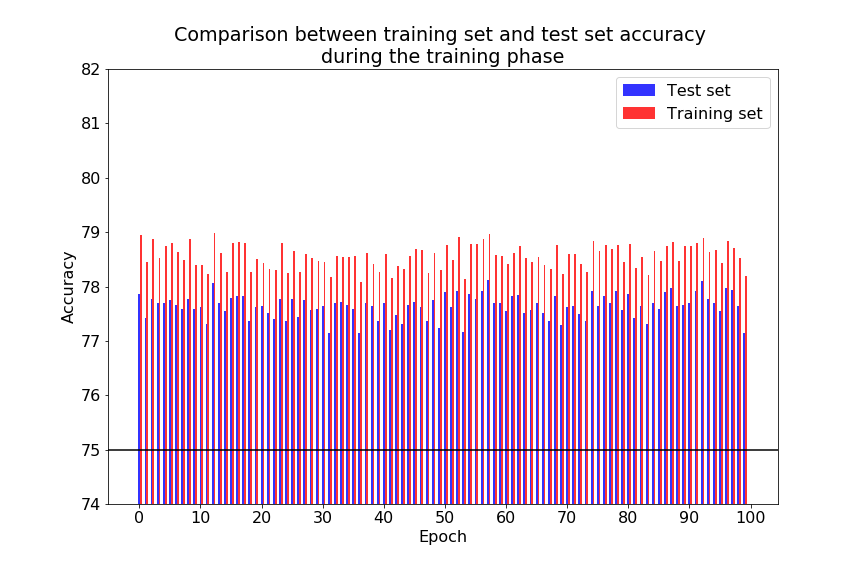 Comparison between training set and test set accuracy
during the training phase
82
81
80
79
78
77
76
75
74
Accuracy
Test set
Training set
0 10 20 30 40 50 60 70 80 90 100
Epoch